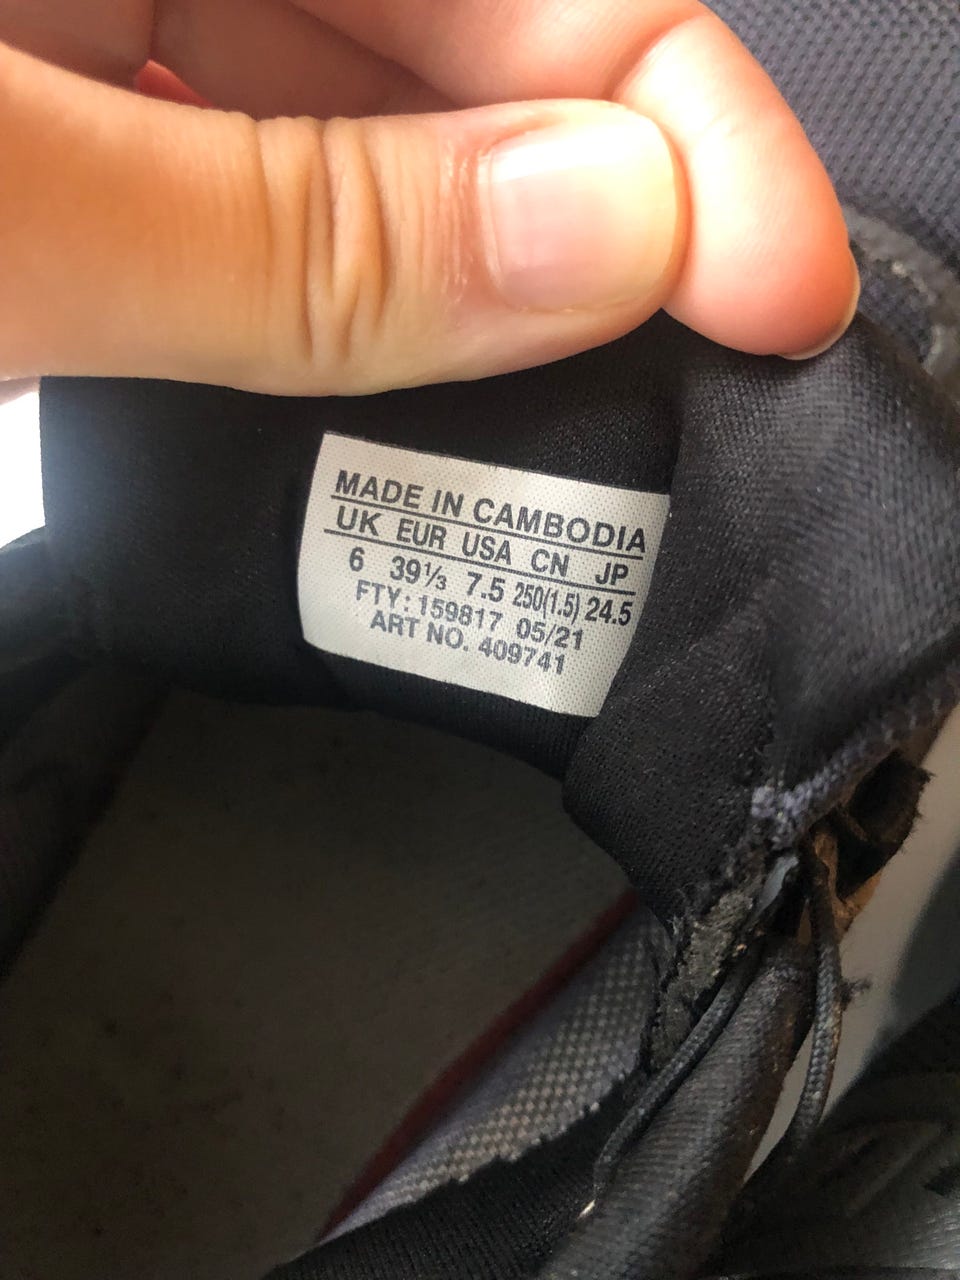 MADE IN CAMBODIA
UK EUR USA CN JP
6 39⅓ 7.5 250(1.5) 24.5
FTY: 159817 05/21
ART NO. 409741